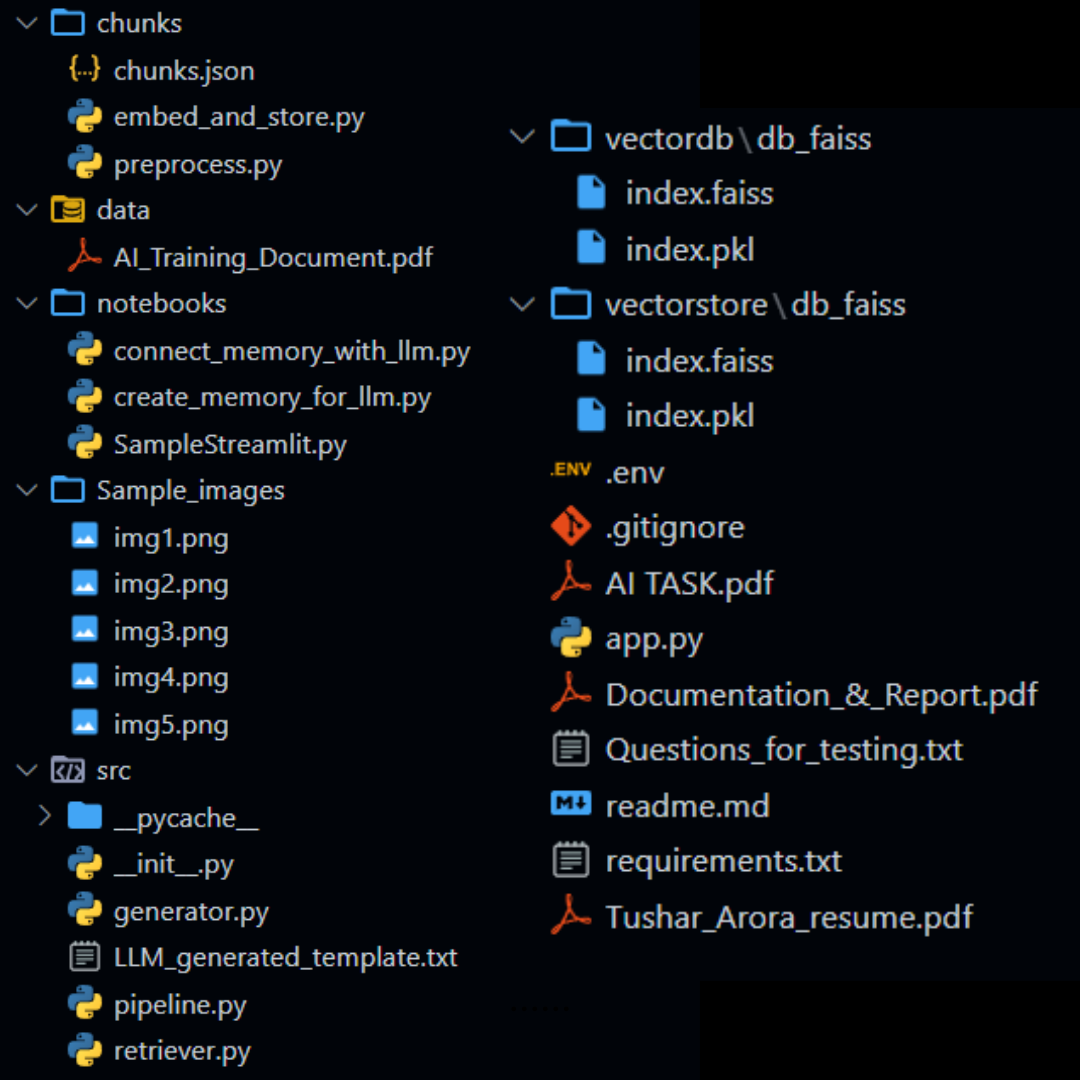 chunks
{...} chunks.json
embed_and_store.py
preprocess.py
data
AI_Training_Document.pdf
notebooks
connect_memory_with_llm.py
create_memory_for_llm.py
SampleStreamlit.py
Sample_images
img1.png
img2.png
img3.png
img4.png
img5.png
src
__pycache__
__init__.py
generator.py
LLM_generated_template.txt
pipeline.py
retriever.py
vectordb\db_faiss
index.faiss
index.pkl
vectorstore\db_faiss
index.faiss
index.pkl
.ENV .env
.gitignore
AI TASK.pdf
app.py
Documentation_&_Report.pdf
Questions_for_testing.txt
M↓ readme.md
requirements.txt
Tushar_Arora_resume.pdf